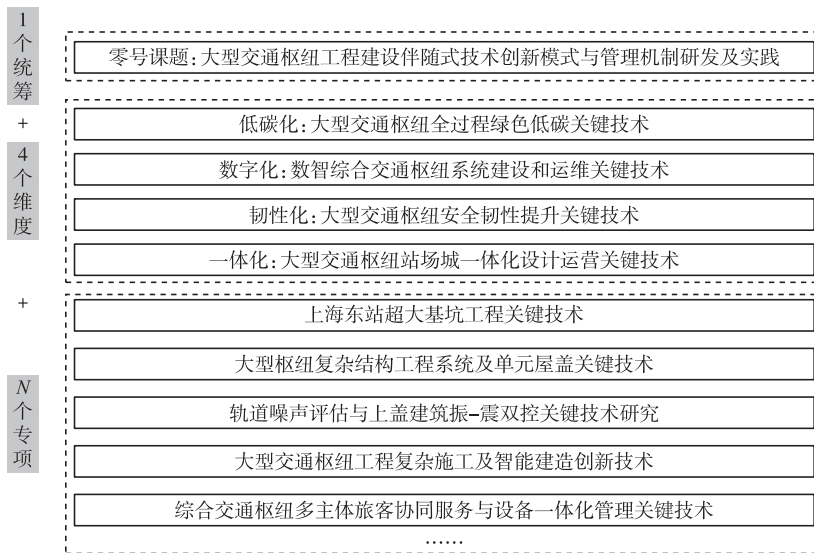 1个统筹
零号课题:大型交通枢纽工程建设伴随式技术创新模式与管理机制研发及实践
+
4个维度
低碳化:大型交通枢纽全过程绿色低碳关键技术
数字化:数智综合交通枢纽系统建设和运维关键技术
韧性化:大型交通枢纽安全韧性提升关键技术
一体化:大型交通枢纽站场城一体化设计运营关键技术
+
N个专项
上海东站超大基坑工程关键技术
大型枢纽复杂结构工程系统及单元屋盖关键技术
轨道噪声评估与上盖建筑振-震双控关键技术研究
大型交通枢纽工程复杂施工及智能建造创新技术
综合交通枢纽多主体旅客协同服务与设备一体化管理关键技术
……